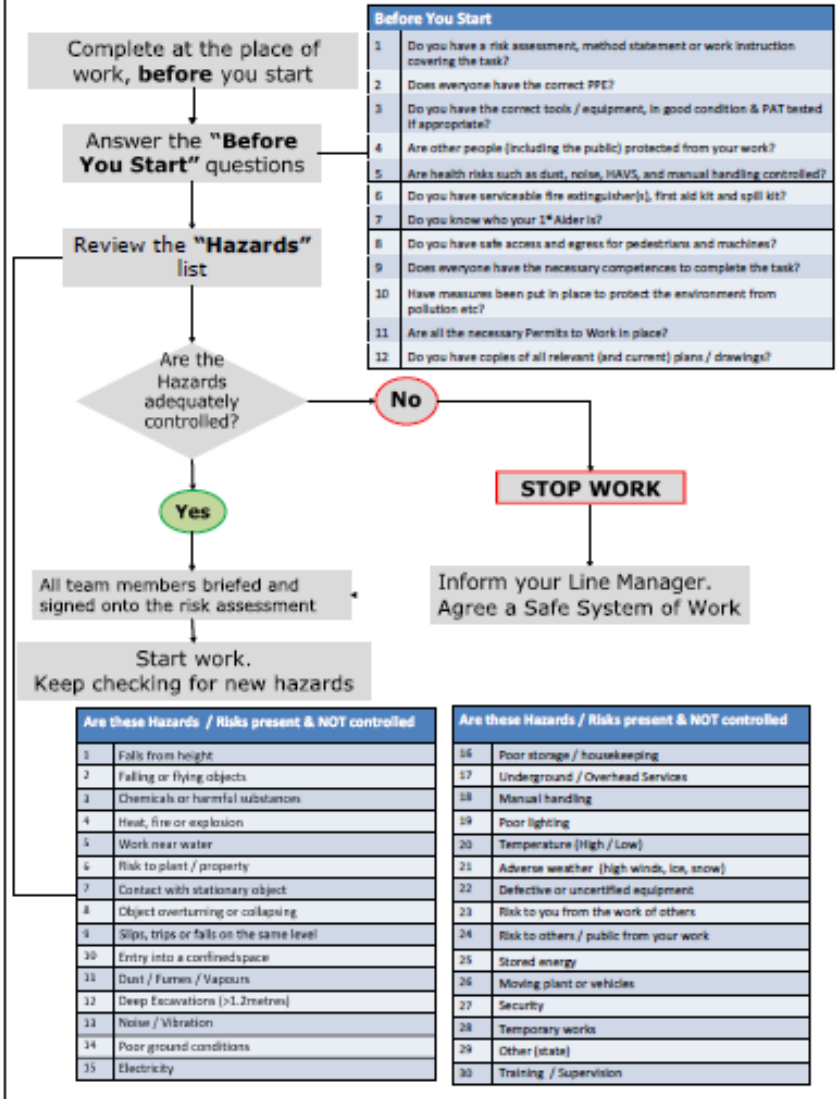 Complete at the place of
work, before you start
Answer the "Before
You Start" questions
Review the "Hazards"
list
Are the
Hazards
adequately
controlled?
No
Yes
STOP WORK
All team members briefed and
signed onto the risk assessment
Inform your Line Manager.
Agree a Safe System of Work
Start work.
Keep checking for new hazards
Before You Start
1 Do you have a risk assessment, method statement or work instruction
covering the task?
2 Does everyone have the correct PPE?
3 Do you have the correct tools / equipment, in good condition & PAT tested
if appropriate?
4 Are other people (including the public) protected from your work?
5 Are health risks such as dust, noise, HAVS, and manual handling controlled?
6 Do you have serviceable fire extinguisher(s), first aid kit and spill kit?
7 Do you know who your 1st Aider is?
8 Do you have safe access and egress for pedestrians and machines?
9 Does everyone have the necessary competences to complete the task?
10 Have measures been put in place to protect the environment from
pollution etc?
11 Are all the necessary Permits to Work in place?
12 Do you have copies of all relevant (and current) plans / drawings?
Are these Hazards / Risks present & NOT controlled
1 Falls from height
2 Falling or flying objects
3 Chemicals or harmful substances
4 Heat, fire or explosion
5 Work near water
6 Risk to plant / property
7 Contact with stationary object
8 Object overturning or collapsing
9 Slips, trips or falls on the same level
10 Entry into a confinedspace
11 Dust / Fumes / Vapours
12 Deep Excavations (>1.2metres)
13 Noise / Vibration
14 Poor ground conditions
15 Electricity
Are these Hazards / Risks present & NOT controlled
16 Poor storage / housekeeping
17 Underground / Overhead Services
18 Manual handling
19 Poor lighting
20 Temperature (High / Low)
21 Adverse weather (high winds, ice, snow)
22 Defective or uncertified equipment
23 Risk to you from the work of others
24 Risk to others / public from your work
25 Stored energy
26 Moving plant or vehicles
27 Security
28 Temporary works
29 Other (state)
30 Training / Supervision